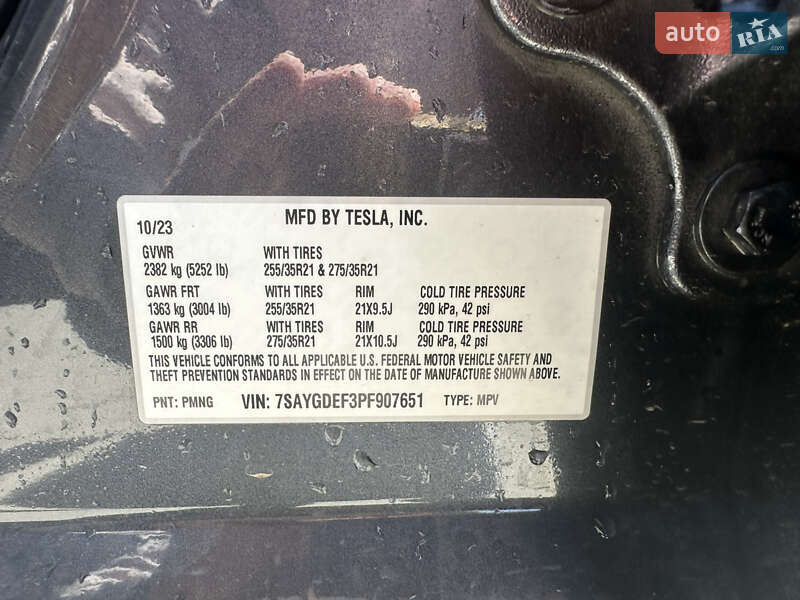 auto RIA .com
10/23 MFD BY TESLA, INC.
GVWR WITH TIRES
2382 kg (5252 lb) 255/35R21 & 275/35R21
GAWR FRT WITH TIRES RIM COLD TIRE PRESSURE
1363 kg (3004 lb) 255/35R21 21X9.5J 290 kPa, 42 psi
GAWR RR WITH TIRES RIM COLD TIRE PRESSURE
1500 kg (3306 lb) 275/35R21 21X10.5J 290 kPa, 42 psi
THIS VEHICLE CONFORMS TO ALL APPLICABLE U.S. FEDERAL MOTOR VEHICLE SAFETY AND
THEFT PREVENTION STANDARDS IN EFFECT ON THE DATE OF MANUFACTURE SHOWN ABOVE.
PNT: PMNG VIN: 7SAYGDEF3PF907651 TYPE: MPV